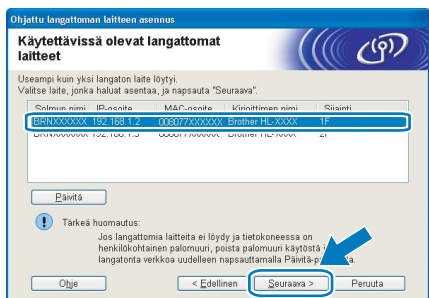 Ohjattu langattoman laitteen asennus
Käytettävissä olevat langattomat
laitteet
Useampi kuin yksi langaton laite löytyi.
Valitse laite, jonka haluat asentaa, ja napsauta "Seuraava".
Solmun nimi IP-osoite MAC-osoite Kirjoittimen nimi Sijainti
BRNXXXXXX 192.168.1.2 008077XXXXXX Brother HL-XXXX 1F
BRNXXXXXX 192.168.1.3 008077XXXXXX Brother HL-XXXX 2F
Päivitä
Tärkeä huomautus:
Jos langattomia laitteita ei löydy ja tietokoneessa on
henkilökohtainen palomuuri, poista palomuuri käytöstä
langatonta verkkoa uudelleen napsauttamalla Päivitä
Ohje < Edellinen Seuraava > Peruuta